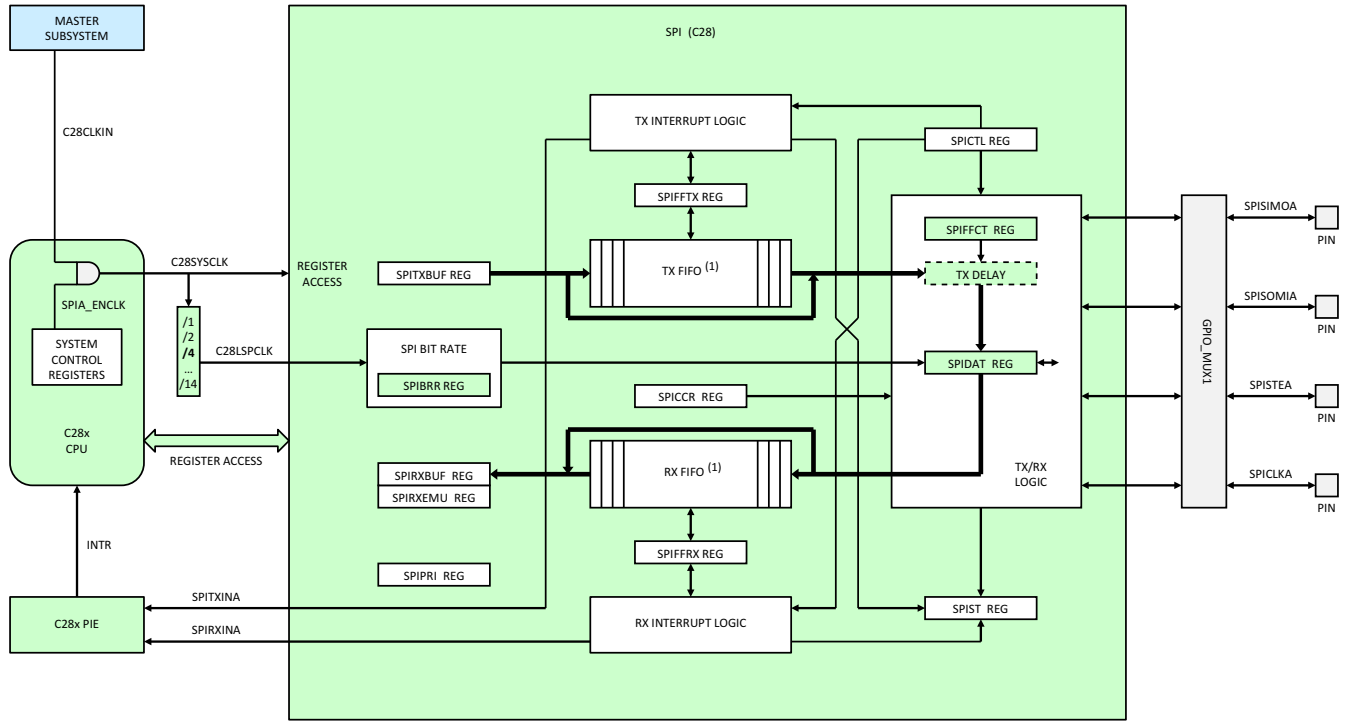 MASTER
SUBSYSTEM
SPI (C28)
C28CLKIN
TX INTERRUPT LOGIC
SPICTL REG
SPIFFTX REG
SPISIMOA
PIN
SPIFFCT REG
TX FIFO (1)
TX DELAY
SPITXBUF REG
C28SYSCLK
REGISTER
ACCESS
SPIA_ENCLK
SYSTEM
CONTROL
REGISTERS
/1
/2
/4
...
/14
C28LSPCLK
SPI BIT RATE
SPIBRR REG
SPIDAT REG
SPISOMIA
PIN
GPIO_MUX1
SPICCR REG
SPISTEA
PIN
C28x
CPU
REGISTER ACCESS
SPIRXBUF REG
SPIRXEMU REG
RX FIFO (1)
TX/RX
LOGIC
SPICLKA
PIN
INTR
SPIFFRX REG
SPIPRI REG
SPITXINA
C28x PIE
SPIRXINA
RX INTERRUPT LOGIC
SPIST REG